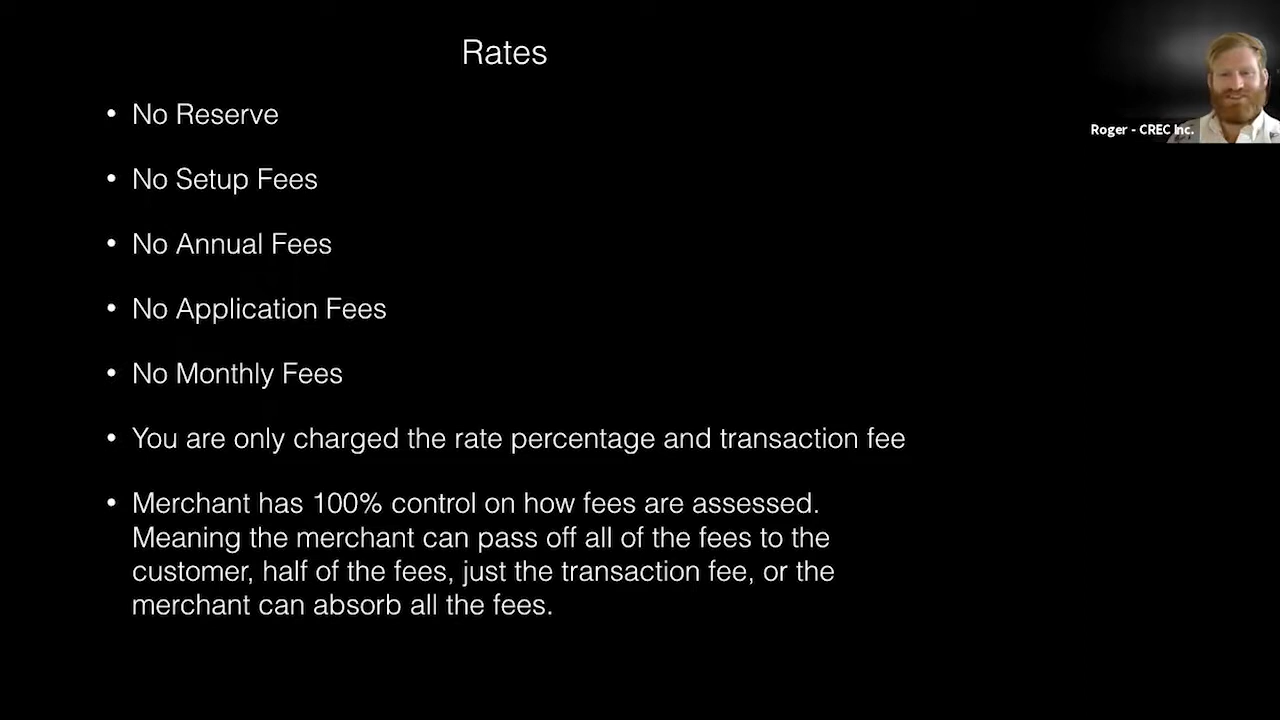 Rates
• No Reserve
• No Setup Fees
• No Annual Fees
• No Application Fees
• No Monthly Fees
• You are only charged the rate percentage and transaction fee
• Merchant has 100% control on how fees are assessed.
Meaning the merchant can pass off all of the fees to the
customer, half of the fees, just the transaction fee, or the
merchant can absorb all the fees.
Roger - CREC Inc.